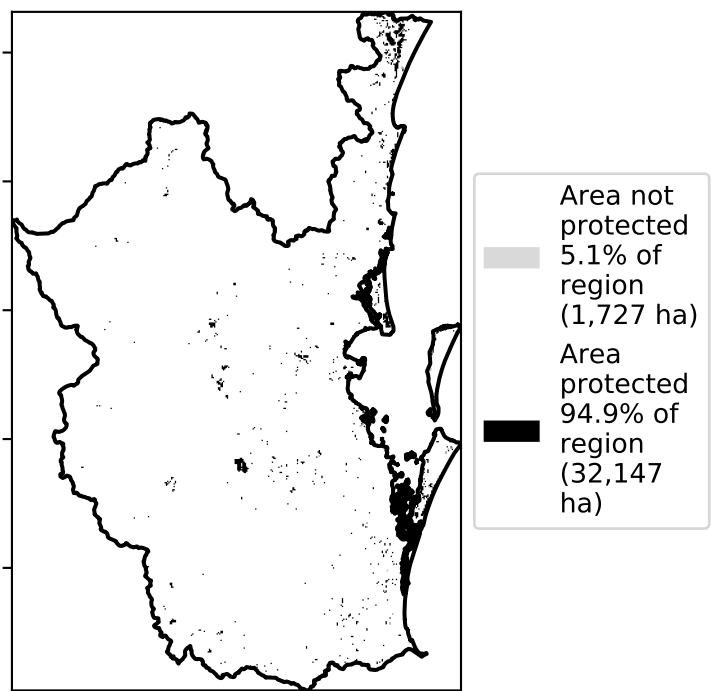 Area not
protected
5.1% of
region
(1,727 ha)
Area
protected
94.9% of
region
(32,147
ha)